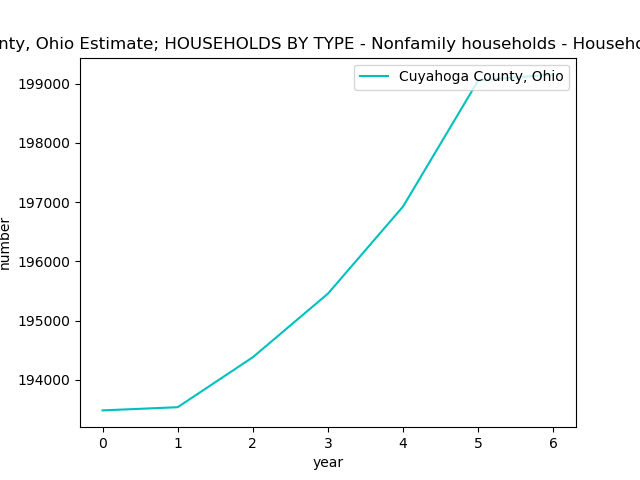 nty, Ohio Estimate; HOUSEHOLDS BY TYPE - Nonfamily households - Househo
Cuyahoga County, Ohio
199000
198000
197000
196000
195000
194000
number
0 1 2 3 4 5 6
year